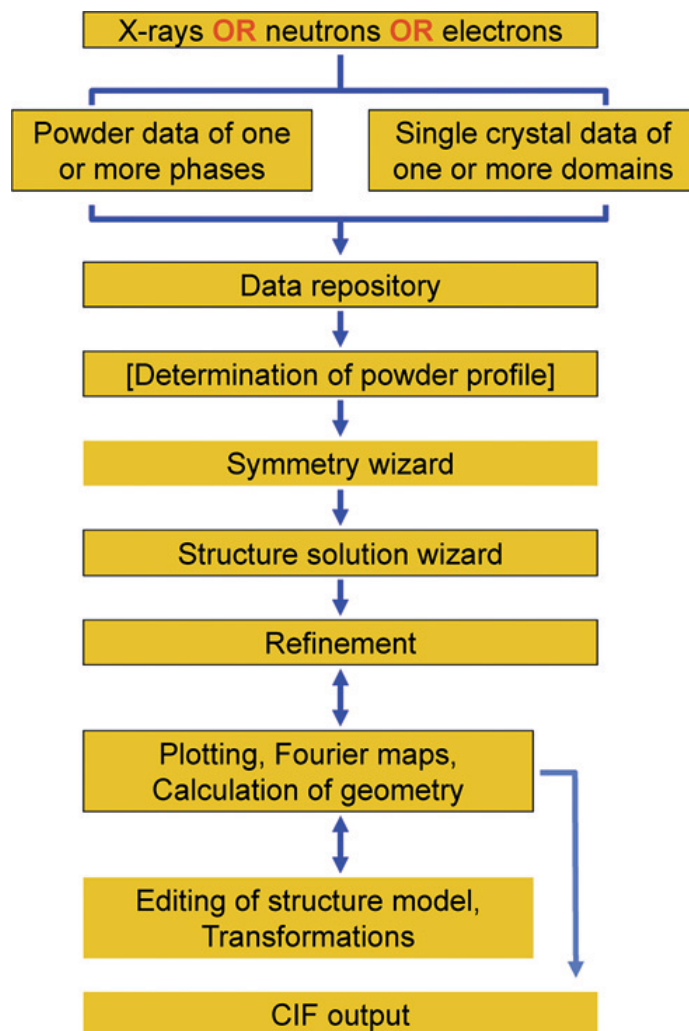 X-rays OR neutrons OR electrons
Powder data of one
or more phases
Single crystal data of
one or more domains
Data repository
[Determination of powder profile]
Symmetry wizard
Structure solution wizard
Refinement
Plotting, Fourier maps,
Calculation of geometry
Editing of structure model,
Transformations
CIF output